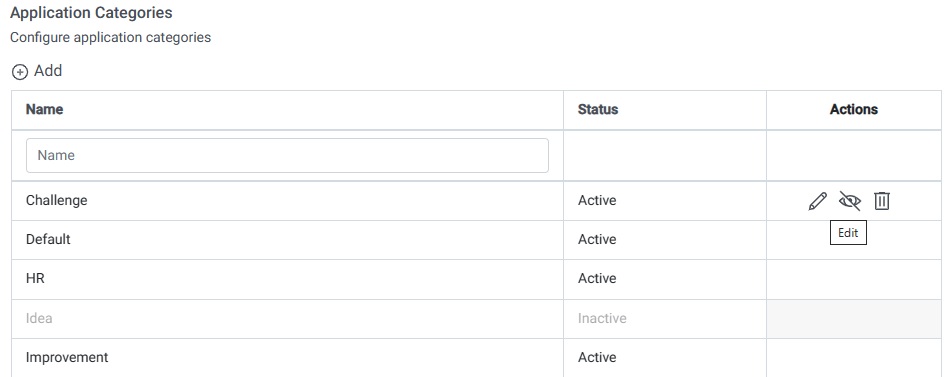 Application Categories
Configure application categories
Add
Name Status Actions
Name
Challenge Active
Edit
Default Active
HR Active
Idea Inactive
Improvement Active